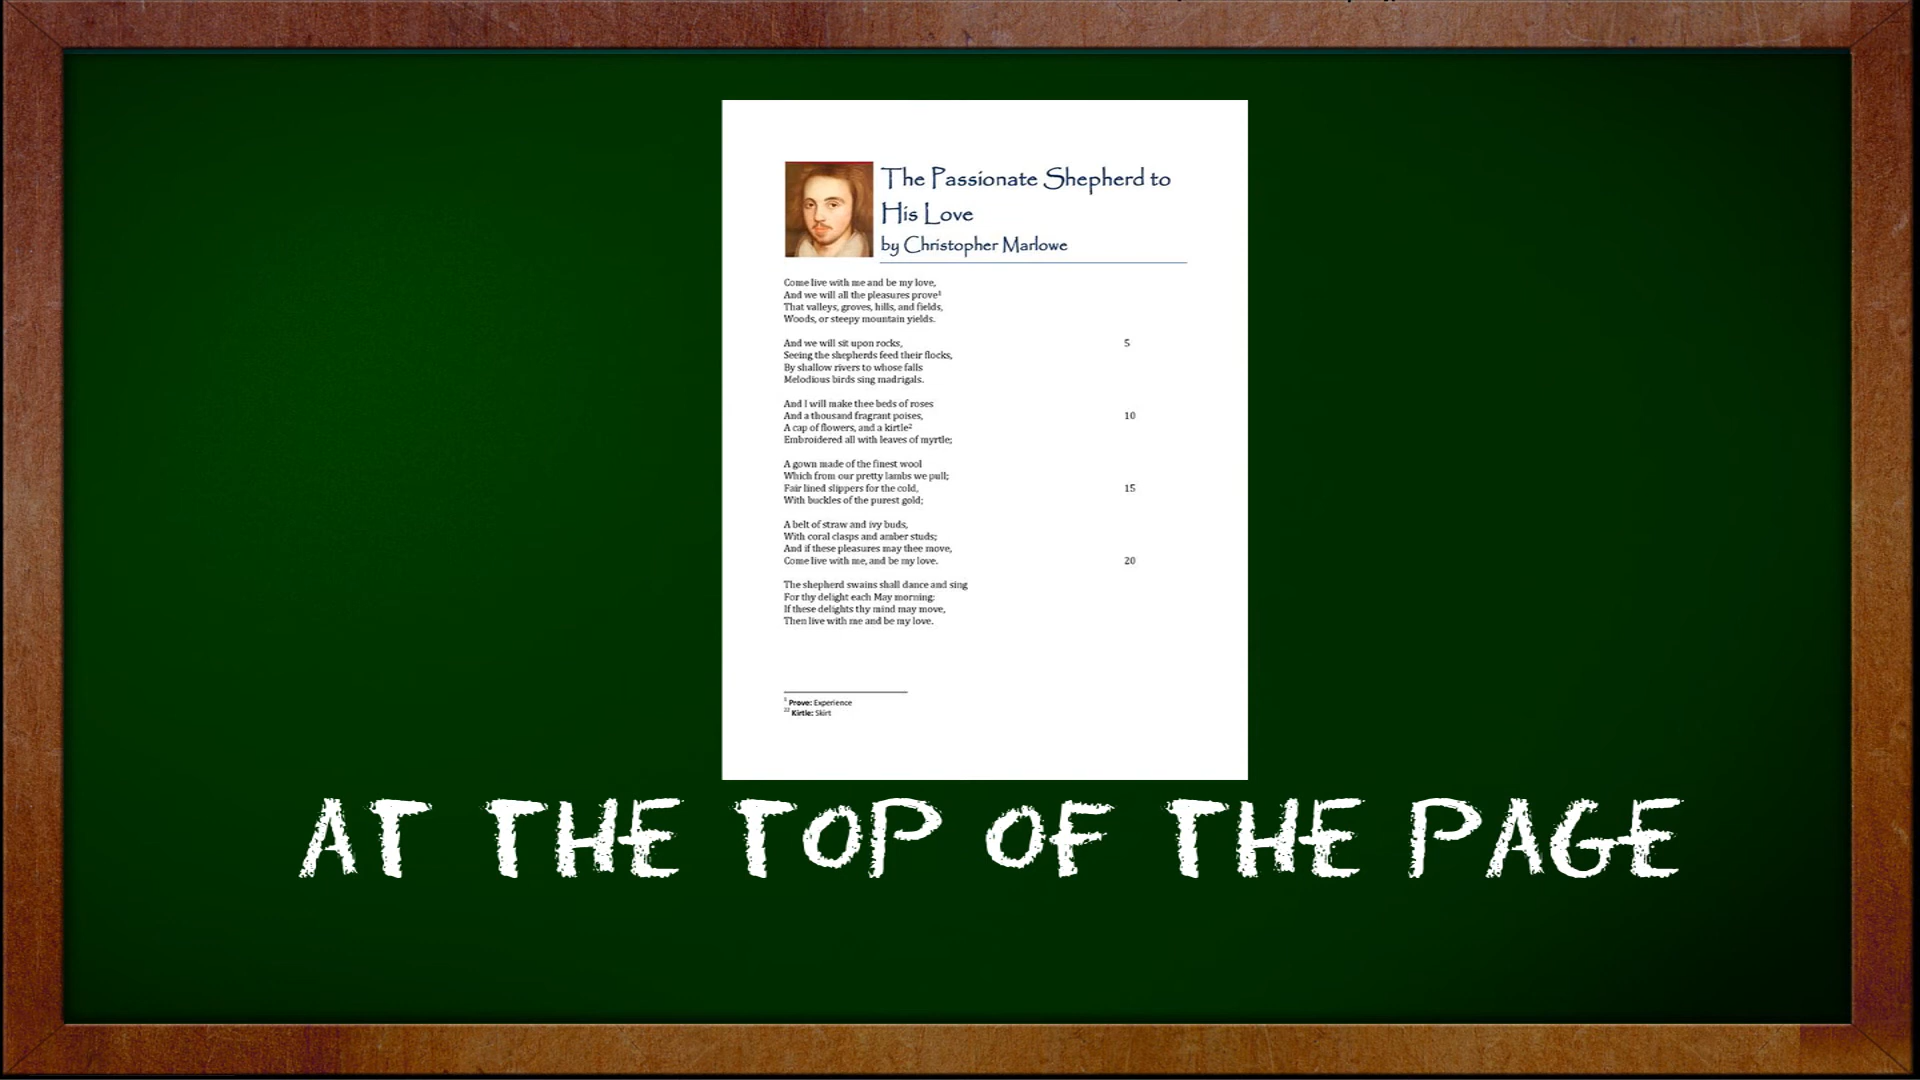 The Passionate Shepherd to
His Love
by Christopher Marlowe
Come live with me and be my love,
And we will all the pleasures prove¹
That valleys, groves, hills, and fields,
Woods, or steepy mountain yields.
And we will sit upon rocks, 5
Seeing the shepherds feed their flocks,
By shallow rivers to whose falls
Melodious birds sing madrigals.
And I will make thee beds of roses
And a thousand fragrant poises, 10
A cap of flowers, and a kirtle²
Embroidered all with leaves of myrtle;
A gown made of the finest wool
Which from our pretty lambs we pull;
Fair lined slippers for the cold, 15
With buckles of the purest gold;
A belt of straw and ivy buds,
With coral clasps and amber studs;
And if these pleasures may thee move,
Come live with me, and be my love. 20
The shepherd swains shall dance and sing
For thy delight each May morning:
If these delights thy mind may move,
Then live with me and be my love.
¹ Prove: Experience
²² Kirtle: Skirt
AT THE TOP OF THE PAGE